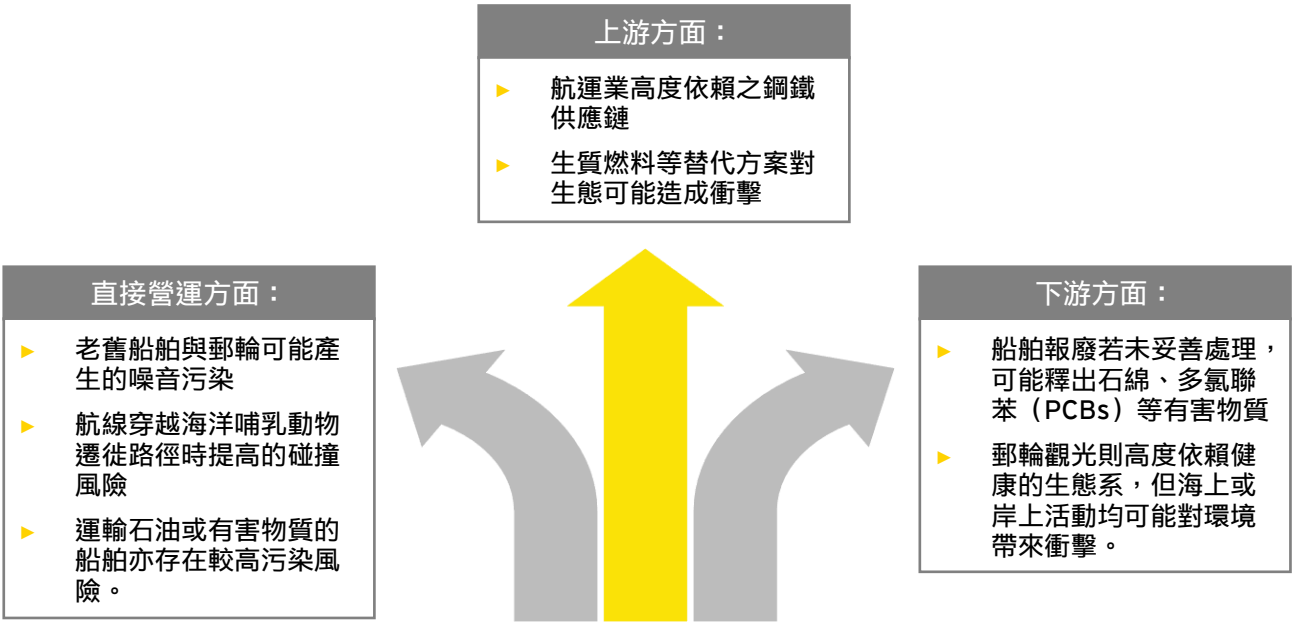 上游方面：
► 航運業高度依賴之鋼鐵
供應鏈
► 生質燃料等替代方案對
生態可能造成衝擊
直接營運方面：
► 老舊船舶與郵輪可能產
生的噪音污染
► 航線穿越海洋哺乳動物
遷徙路徑時提高的碰撞
風險
► 運輸石油或有害物質的
船舶亦存在較高污染風
險。
下游方面：
► 船舶報廢若未妥善處理，
可能釋出石綿、多氯聯
苯（PCBs）等有害物質
► 郵輪觀光則高度依賴健
康的生態系，但海上或
岸上活動均可能對環境
帶來衝擊。